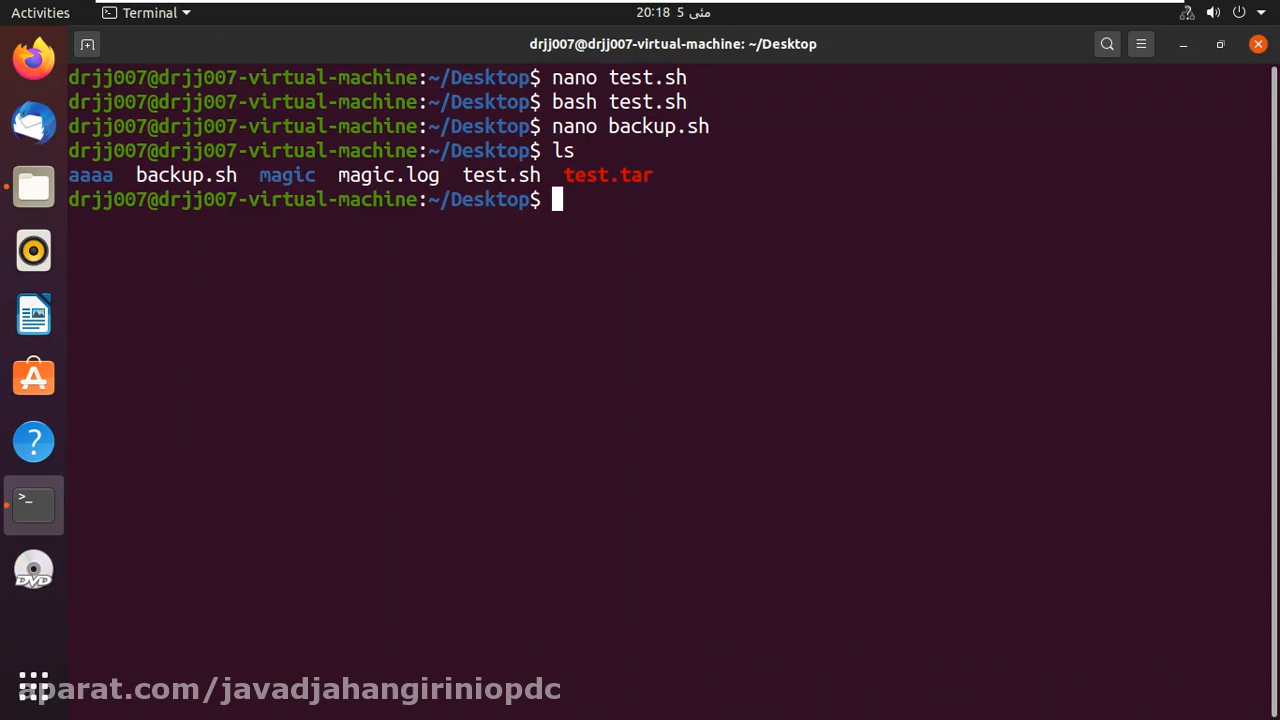 Activities
Terminal
20:18 5 مئی
drjj007@drjj007-virtual-machine: ~/Desktop
drjj007@drjj007-virtual-machine:~/Desktop$ nano test.sh
drjj007@drjj007-virtual-machine:~/Desktop$ bash test.sh
drjj007@drjj007-virtual-machine:~/Desktop$ nano backup.sh
drjj007@drjj007-virtual-machine:~/Desktop$ ls
aaaa backup.sh magic magic.log test.sh test.tar
drjj007@drjj007-virtual-machine:~/Desktop$
DVD
aparat.com/javadjahangiriniopdc